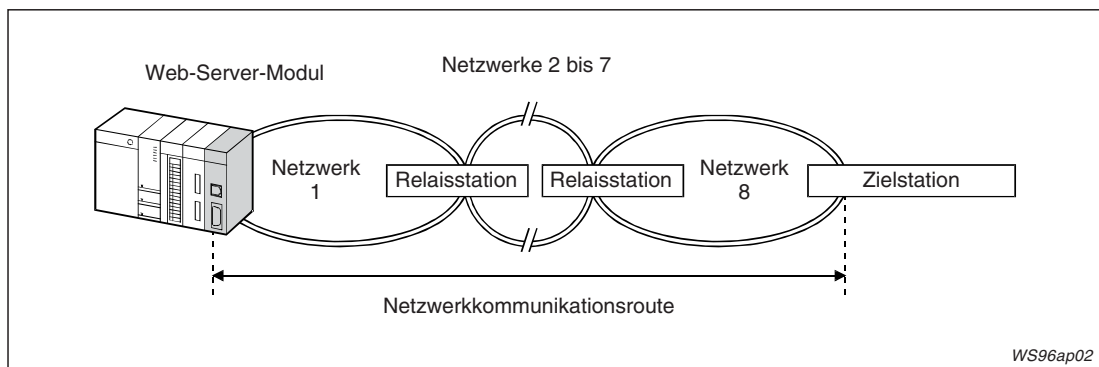 Web-Server-Modul
Netzwerke 2 bis 7
Netzwerk
1
Relaisstation
Relaisstation
Netzwerk
8
Zielstation
Netzwerkkommunikationsroute
WS96ap02